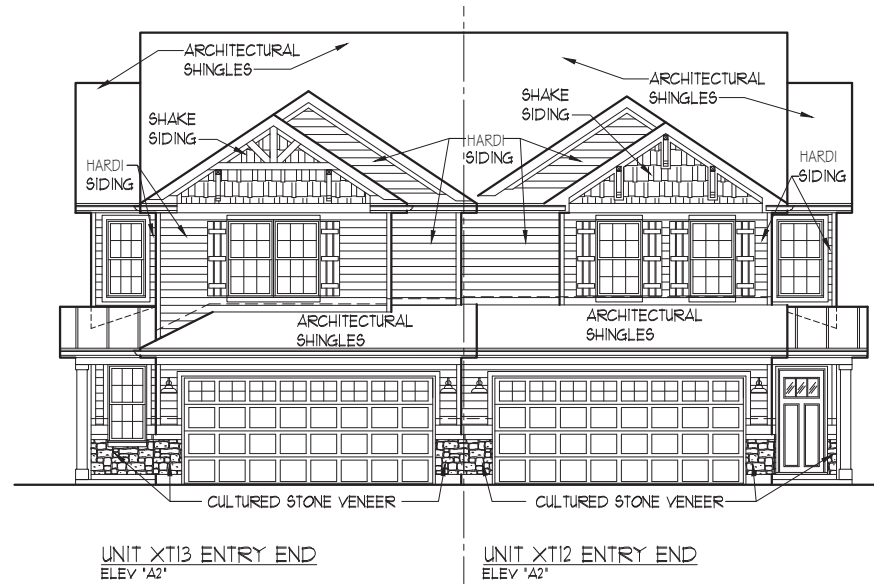 ARCHITECTURAL
SHINGLES
ARCHITECTURAL
SHINGLES
SHAKE
SIDING
SHAKE
SIDING
HARDI
SIDING
HARDI
SIDING
HARDI
SIDING
ARCHITECTURAL
SHINGLES
ARCHITECTURAL
SHINGLES
CULTURED STONE VENEER
CULTURED STONE VENEER
UNIT XT13 ENTRY END
ELEV "A2"
UNIT XT12 ENTRY END
ELEV "A2"